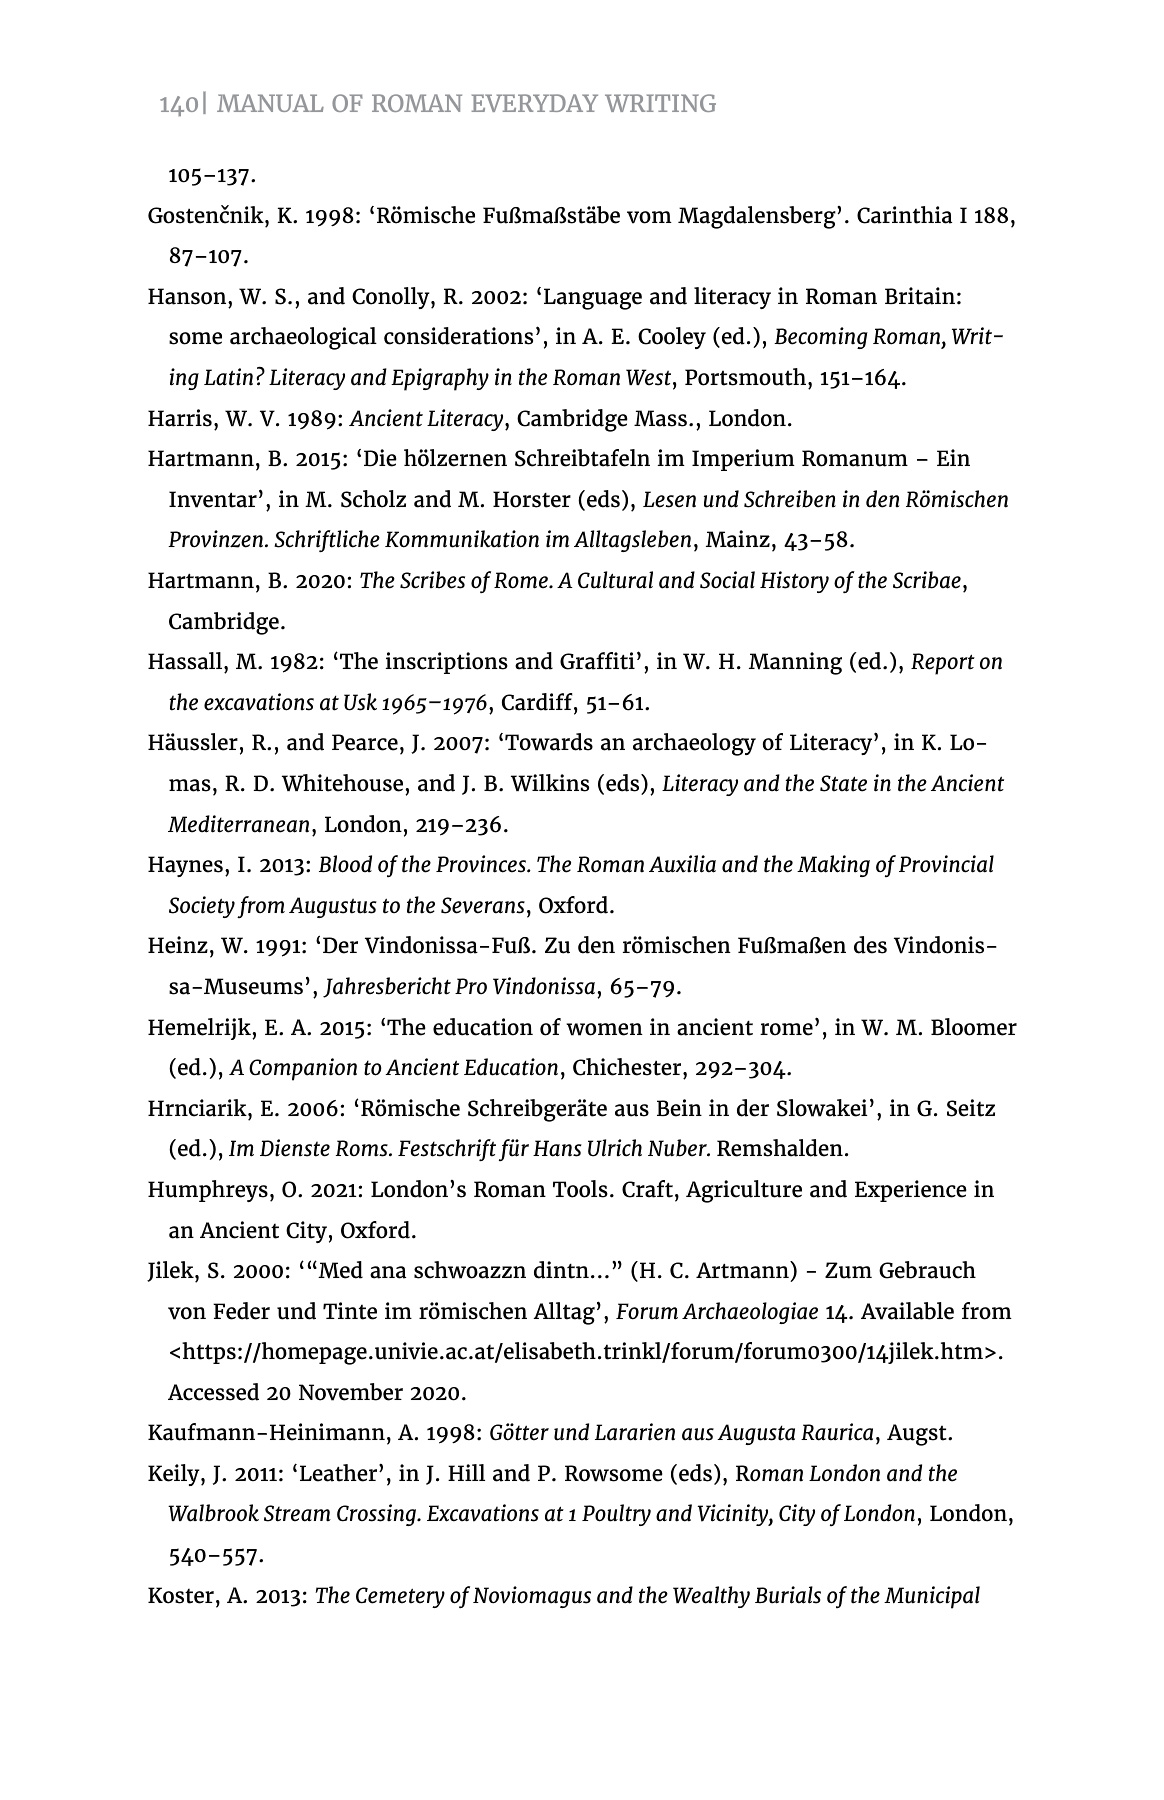 140| MANUAL OF ROMAN EVERYDAY WRITING
105–137.
Gostenčnik, K. 1998: ‘Römische Fußmaßstäbe vom Magdalensberg’. Carinthia I 188,
87–107.
Hanson, W. S., and Conolly, R. 2002: ‘Language and literacy in Roman Britain:
some archaeological considerations’, in A. E. Cooley (ed.), Becoming Roman, Writ-
ing Latin? Literacy and Epigraphy in the Roman West, Portsmouth, 151–164.
Harris, W. V. 1989: Ancient Literacy, Cambridge Mass., London.
Hartmann, B. 2015: ‘Die hölzernen Schreibtafeln im Imperium Romanum – Ein
Inventar’, in M. Scholz and M. Horster (eds), Lesen und Schreiben in den Römischen
Provinzen. Schriftliche Kommunikation im Alltagsleben, Mainz, 43–58.
Hartmann, B. 2020: The Scribes of Rome. A Cultural and Social History of the Scribae,
Cambridge.
Hassall, M. 1982: ‘The inscriptions and Graffiti’, in W. H. Manning (ed.), Report on
the excavations at Usk 1965–1976, Cardiff, 51–61.
Häussler, R., and Pearce, J. 2007: ‘Towards an archaeology of Literacy’, in K. Lo-
mas, R. D. Whitehouse, and J. B. Wilkins (eds), Literacy and the State in the Ancient
Mediterranean, London, 219–236.
Haynes, I. 2013: Blood of the Provinces. The Roman Auxilia and the Making of Provincial
Society from Augustus to the Severans, Oxford.
Heinz, W. 1991: ‘Der Vindonissa-Fuß. Zu den römischen Fußmaßen des Vindonis-
sa-Museums’, Jahresbericht Pro Vindonissa, 65–79.
Hemelrijk, E. A. 2015: ‘The education of women in ancient rome’, in W. M. Bloomer
(ed.), A Companion to Ancient Education, Chichester, 292–304.
Hrnciarik, E. 2006: ‘Römische Schreibgeräte aus Bein in der Slowakei’, in G. Seitz
(ed.), Im Dienste Roms. Festschrift für Hans Ulrich Nuber. Remshalden.
Humphreys, O. 2021: London’s Roman Tools. Craft, Agriculture and Experience in
an Ancient City, Oxford.
Jilek, S. 2000: ‘“Med ana schwoazzn dintn...” (H. C. Artmann) - Zum Gebrauch
von Feder und Tinte im römischen Alltag’, Forum Archaeologiae 14. Available from
<https://homepage.univie.ac.at/elisabeth.trinkl/forum/forum0300/14jilek.htm>.
Accessed 20 November 2020.
Kaufmann-Heinimann, A. 1998: Götter und Lararien aus Augusta Raurica, Augst.
Keily, J. 2011: ‘Leather’, in J. Hill and P. Rowsome (eds), Roman London and the
Walbrook Stream Crossing. Excavations at 1 Poultry and Vicinity, City of London, London,
540–557.
Koster, A. 2013: The Cemetery of Noviomagus and the Wealthy Burials of the Municipal